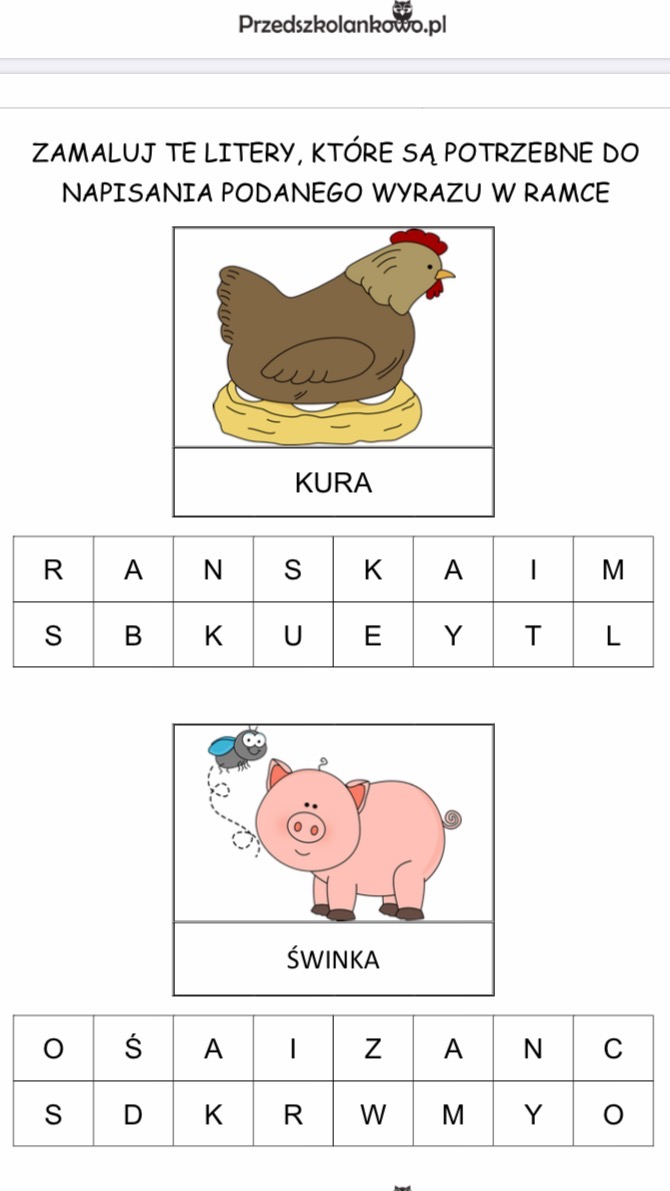 Przedszkolankowo.pl
ZAMALUJ TE LITERY, KTÓRE SĄ POTRZEBNE DO
NAPISANIA PODANEGO WYRAZU W RAMCE
KURA
R A N S K A I M
S B K U E Y T L
ŚWINKA
O Ś A I Z A N C
S D K R W M Y O